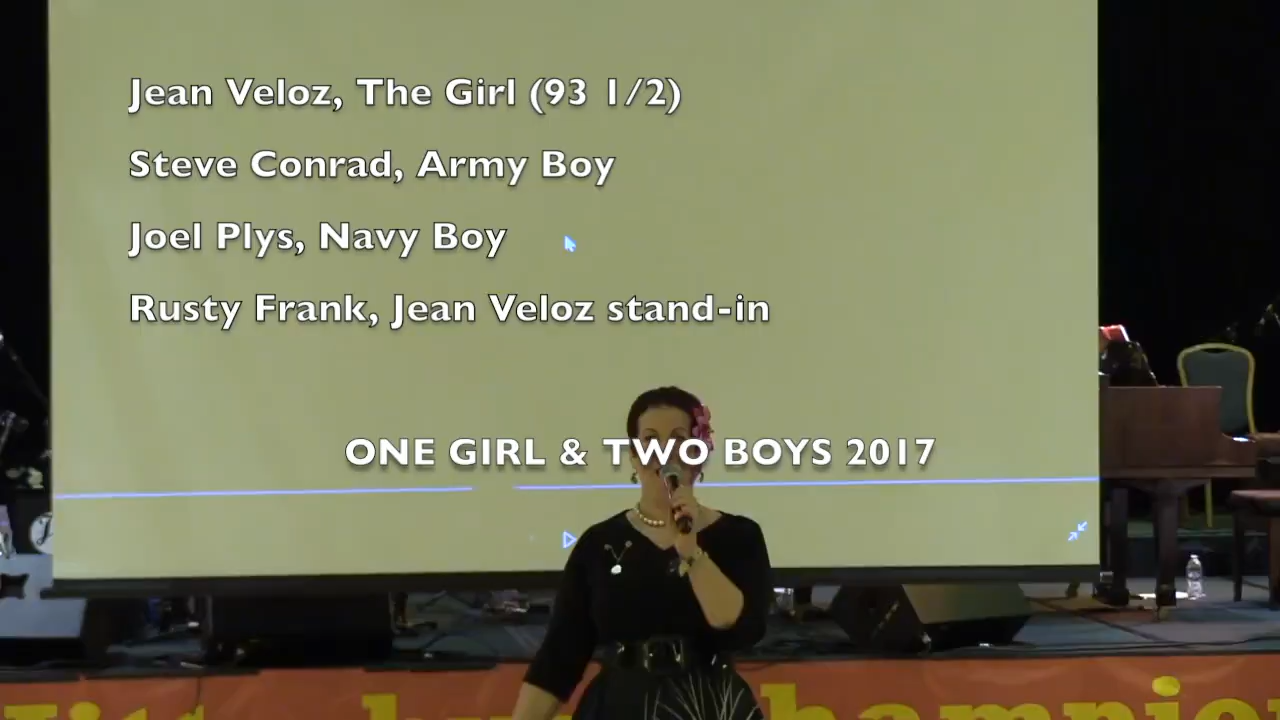 Jean Veloz, The Girl (93 1/2)
Steve Conrad, Army Boy
Joel Plys, Navy Boy
Rusty Frank, Jean Veloz stand-in
ONE GIRL & TWO BOYS 2017